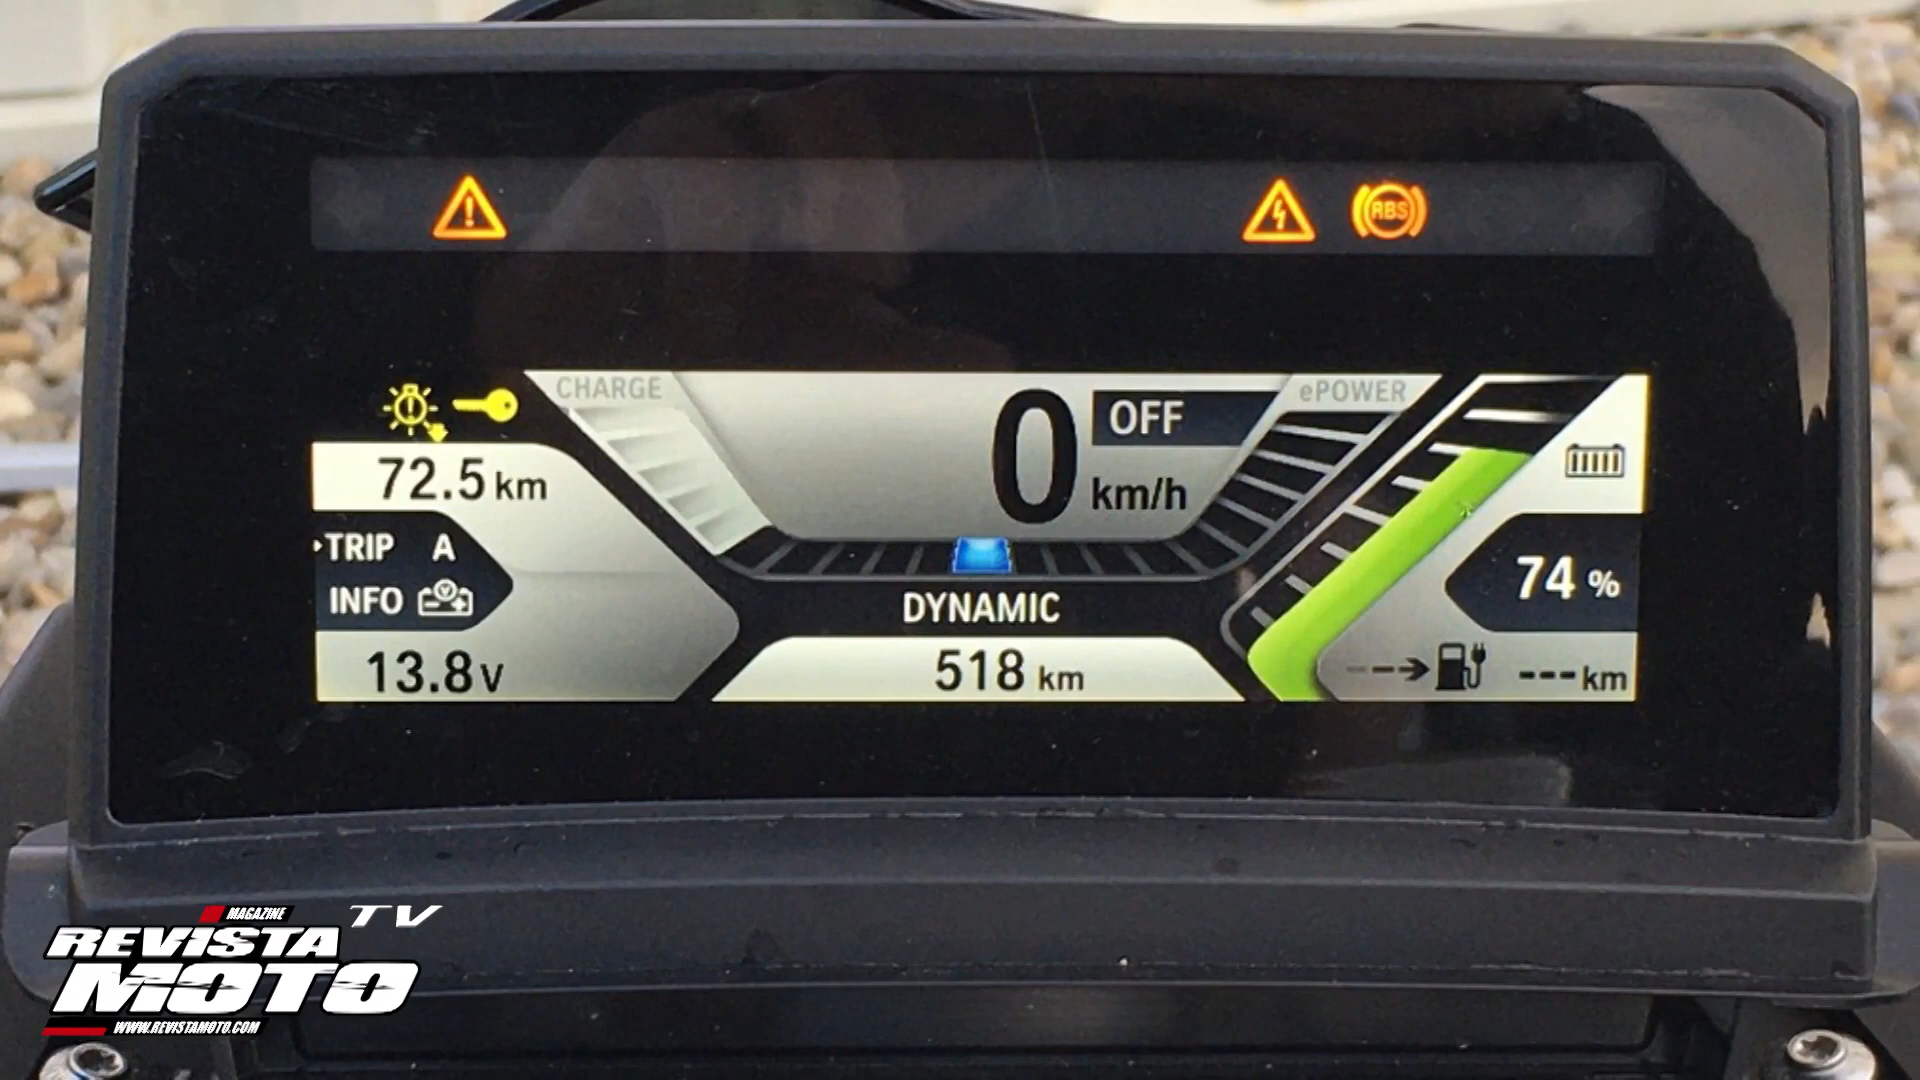 RBS
CHARGE
ePOWER
0 OFF
km/h
72.5 km
TRIP A
INFO
74 %
DYNAMIC
13.8 V
518 km
---km
MAGAZINE
TV
REVISTA
MOTO
WWW.REVISTAMOTO.COM